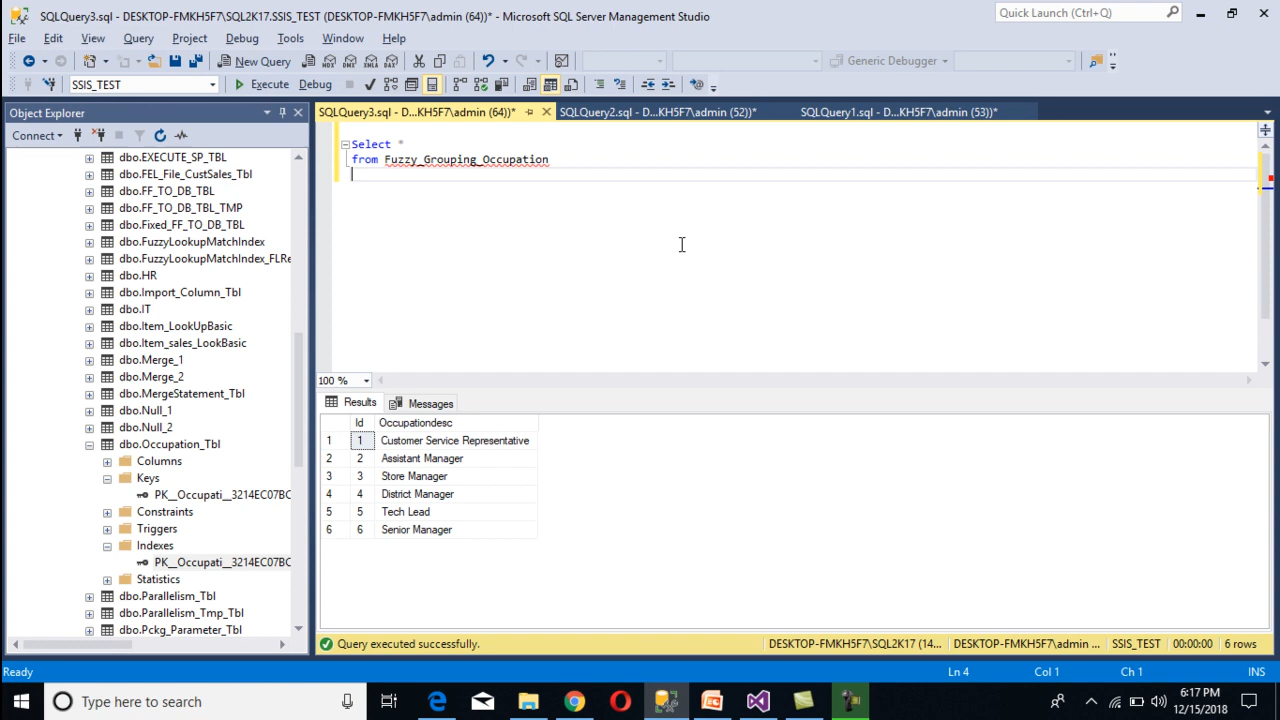 SQLQuery3.sql - DESKTOP-FMKH5F7\SQL2K17.SSIS_TEST (DESKTOP-FMKH5F7\admin (64))* - Microsoft SQL Server Management Studio
Quick Launch (Ctrl+Q)
File Edit View Query Project Debug Tools Window Help
New Query
Generic Debugger
SSIS_TEST
Execute Debug
Object Explorer
SQLQuery3.sql - D...KH5F7\admin (64))*
SQLQuery2.sql - D...KH5F7\admin (52))*
SQLQuery1.sql - D...KH5F7\admin (53))*
Connect
dbo.EXECUTE_SP_TBL
dbo.FEL_File_CustSales_Tbl
dbo.FF_TO_DB_TBL
dbo.FF_TO_DB_TBL_TMP
dbo.Fixed_FF_TO_DB_TBL
dbo.FuzzyLookupMatchIndex
dbo.FuzzyLookupMatchIndex_FLRe
dbo.HR
dbo.Import_Column_Tbl
dbo.IT
dbo.Item_LookUpBasic
dbo.Item_sales_LookBasic
dbo.Merge_1
dbo.Merge_2
dbo.MergeStatement_Tbl
dbo.Null_1
dbo.Null_2
dbo.Occupation_Tbl
Columns
Keys
PK__Occupati__3214EC07BC
Constraints
Triggers
Indexes
PK__Occupati__3214EC07BC
Statistics
dbo.Parallelism_Tbl
dbo.Parallelism_Tmp_Tbl
dbo.Pckg_Parameter_Tbl
Select *
from Fuzzy_Grouping_Occupation
100 %
Results Messages
Id Occupationdesc
1 1 Customer Service Representative
2 2 Assistant Manager
3 3 Store Manager
4 4 District Manager
5 5 Tech Lead
6 6 Senior Manager
Query executed successfully.
DESKTOP-FMKH5F7\SQL2K17 (14... DESKTOP-FMKH5F7\admin ... SSIS_TEST 00:00:00 6 rows
Ready Ln 4 Col 1 Ch 1 INS
Type here to search
6:17 PM
12/15/2018